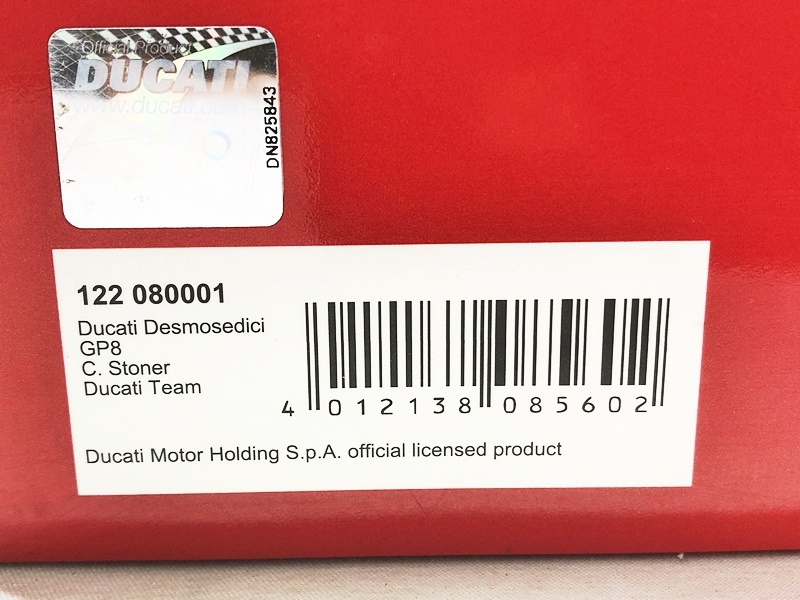 Official Product
DUCATI
www.ducati.com
DN825843
122 080001
Ducati Desmosedici
GP8
C. Stoner
Ducati Team
4 012138 085602
Ducati Motor Holding S.p.A. official licensed product